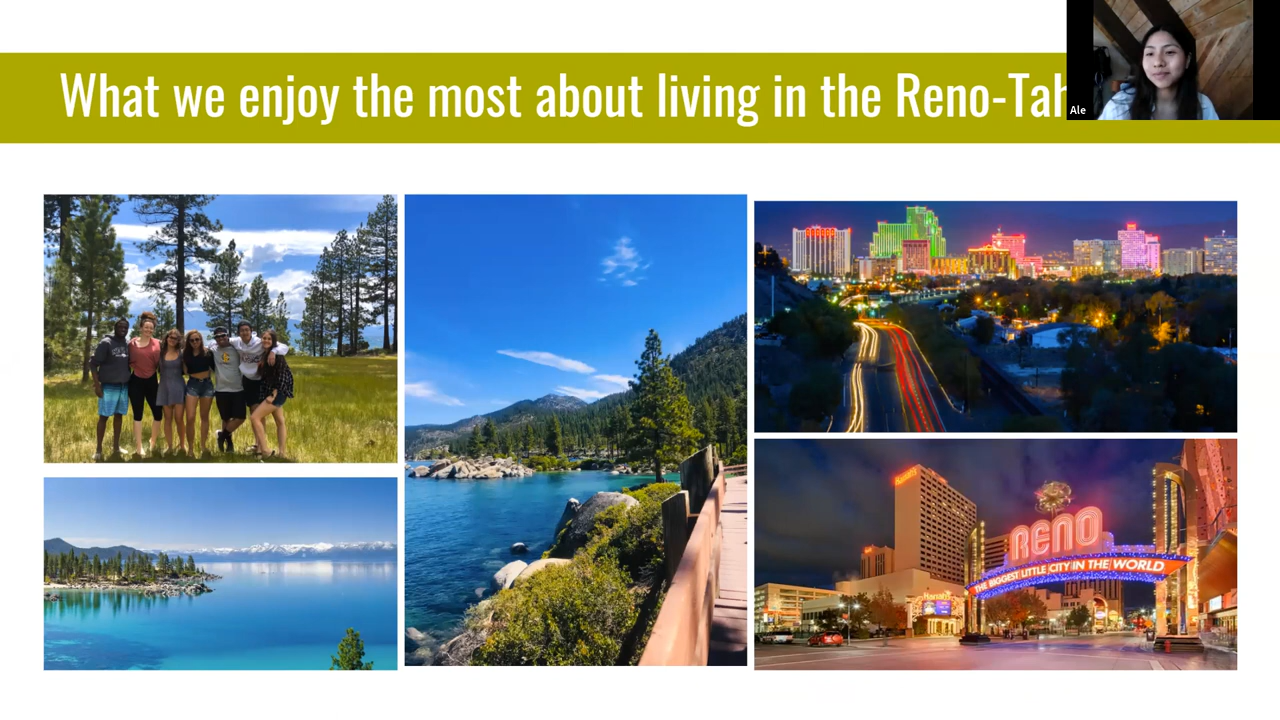 What we enjoy the most about living in the Reno-Tah
Ale
Harrah's
RENO
THE BIGGEST LITTLE CITY IN THE WORLD
Harrah's